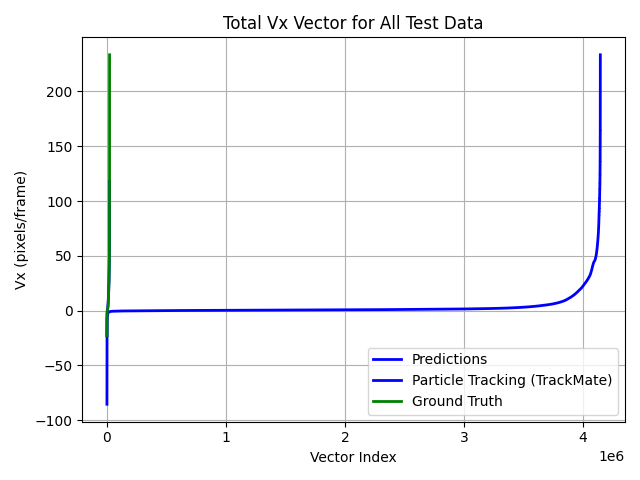 Total Vx Vector for All Test Data
Vx (pixels/frame)
200
150
100
50
0
−50
−100
0 1 2 3 4
1e6
Vector Index
Predictions
Particle Tracking (TrackMate)
Ground Truth